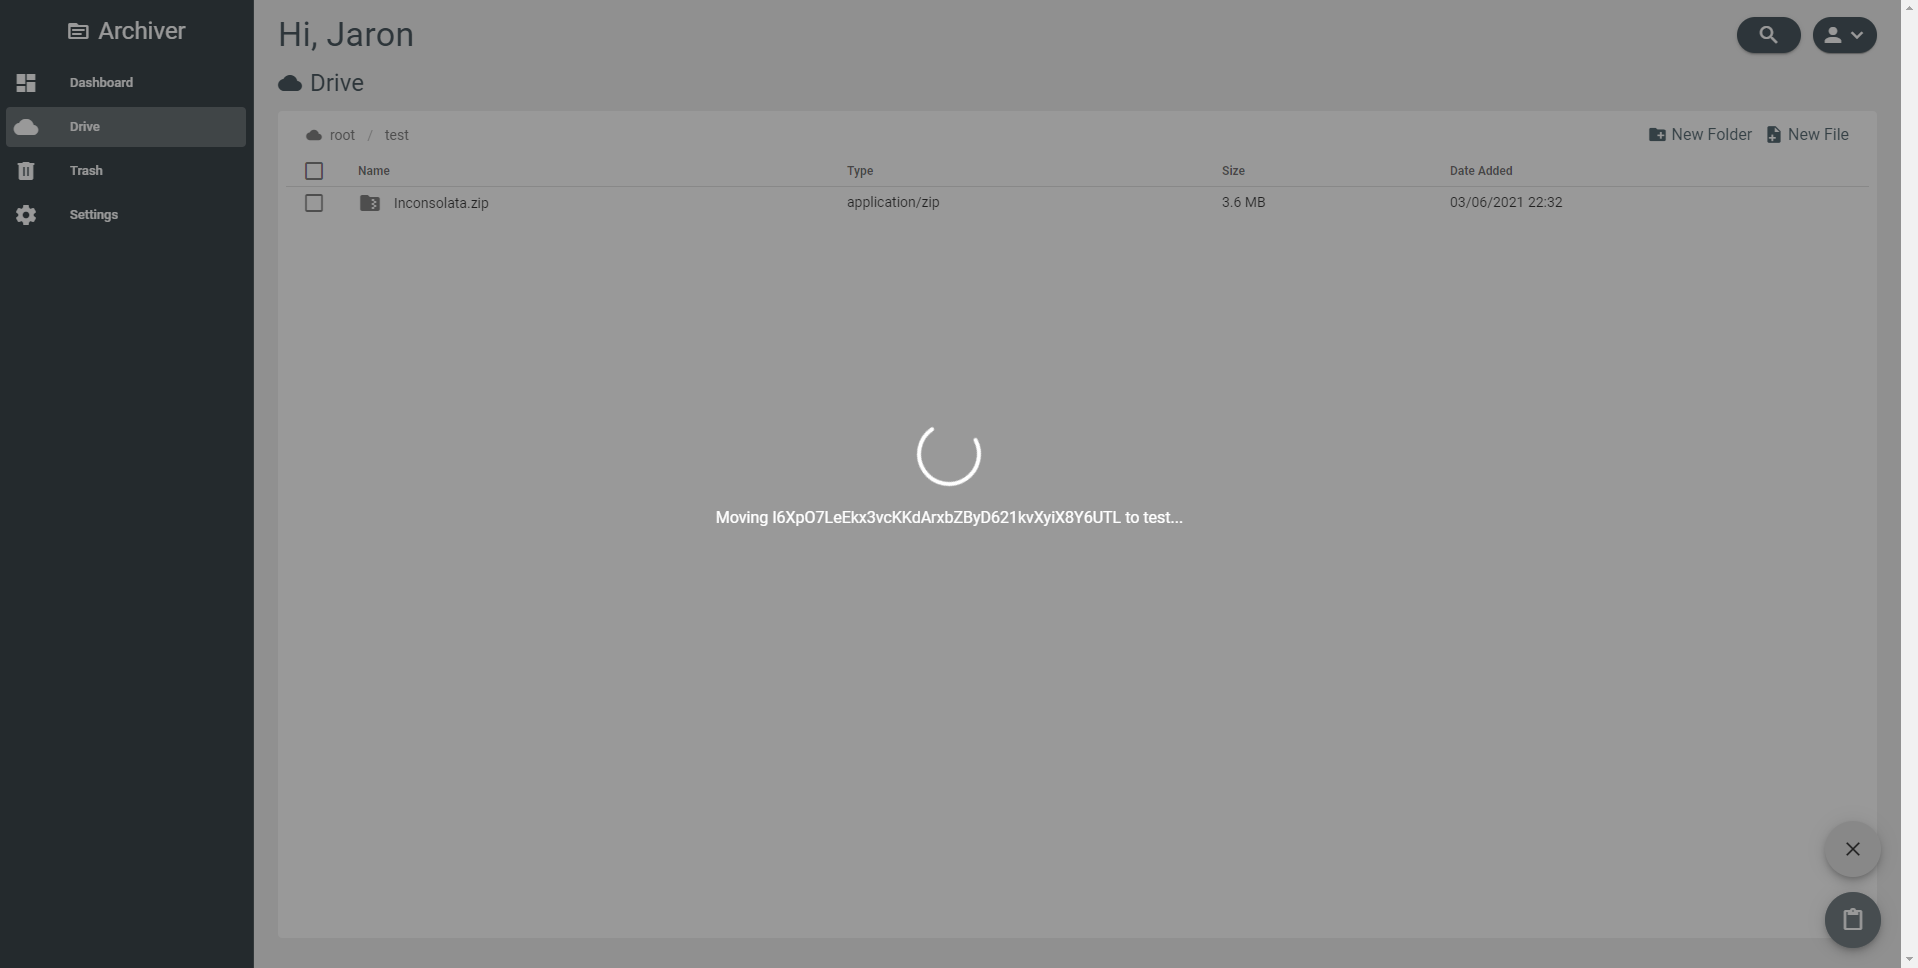 Archiver
Dashboard
Drive
Trash
Settings
Hi, Jaron
Drive
root / test
New Folder New File
Name Type Size Date Added
Inconsolata.zip application/zip 3.6 MB 03/06/2021 22:32
Moving I6XpO7LeEkx3vcKKdArxbZByD621kvXyiX8Y6UTL to test...